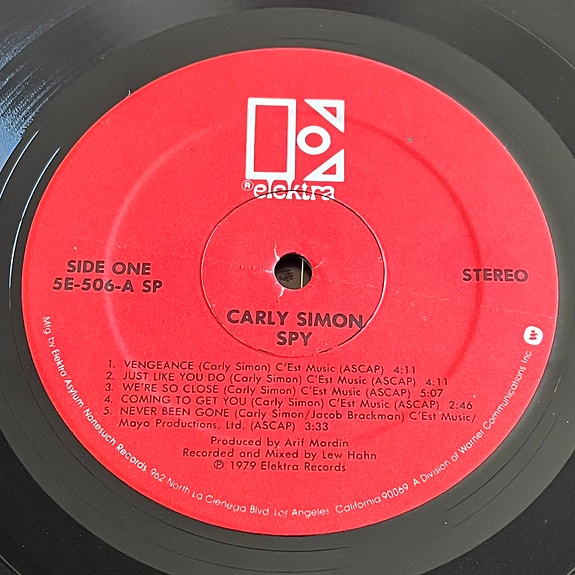 ® elektra
SIDE ONE
5E-506-A SP
STEREO
CARLY SIMON
SPY
1. VENGEANCE (Carly Simon) C'Est Music (ASCAP) 4:11
2. JUST LIKE YOU DO (Carly Simon) C'Est Music (ASCAP) 4:11
3. WE'RE SO CLOSE (Carly Simon) C'Est Music (ASCAP) 5:07
4. COMING TO GET YOU (Carly Simon) C'Est Music (ASCAP) 2:46
5. NEVER BEEN GONE (Carly Simon/Jacob Brackman) C'Est Music/
Maya Productions, Ltd. (ASCAP) 3:33
Produced by Arif Mardin
Recorded and Mixed by Lew Hahn
℗ 1979 Elektra Records
Mfg by Elektra Asylum Nonesuch Records, 962 North La Cienega Blvd. Los Angeles, California 90069 A Division of Warner Communications Inc